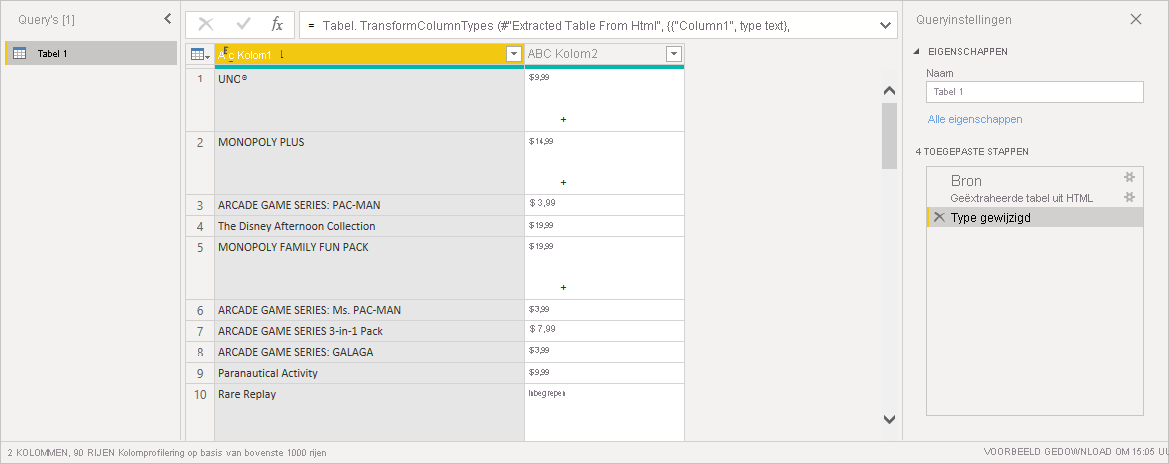 Query's [1]
Tabel 1
fx
= Tabel. TransformColumnTypes (#"Extracted Table From Html", {{"Column1", type text},
Kolom1
ABC Kolom2
1 UNC® $9,99
+
2 MONOPOLY PLUS $14,99
+
3 ARCADE GAME SERIES: PAC-MAN $ 3,99
4 The Disney Afternoon Collection $19,99
5 MONOPOLY FAMILY FUN PACK $19,99
+
6 ARCADE GAME SERIES: Ms. PAC-MAN $3,99
7 ARCADE GAME SERIES 3-in-1 Pack $ 7,99
8 ARCADE GAME SERIES: GALAGA $3,99
9 Paranautical Activity $9,99
10 Rare Replay Inbegrepen
2 KOLOMMEN, 90 RIJEN Kolomprofilering op basis van bovenste 1000 rijen
Queryinstellingen
EIGENSCHAPPEN
Naam
Tabel 1
Alle eigenschappen
4 TOEGEPASTE STAPPEN
Bron
Geëxtraheerde tabel uit HTML
Type gewijzigd
VOORBEELD GEDOWNLOAD OM 15:05 UU